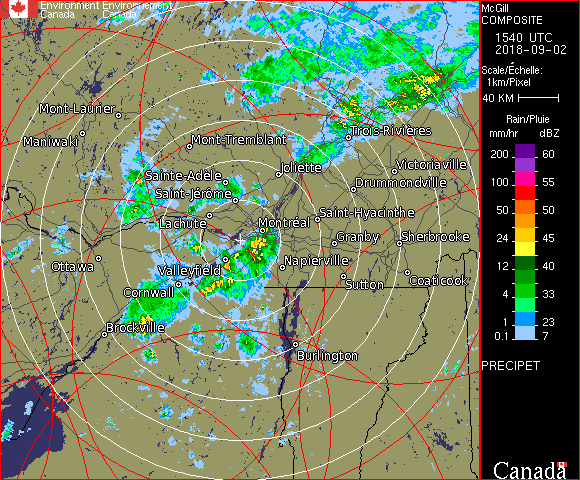 Environment Environnement
Canada Canada
McGill
COMPOSITE
1540 UTC
2018-09-02
Scale/Échelle:
1km/Pixel
40 KM
Rain/Pluie
mm/hr dBZ
200 60
100 55
50 50
24 45
12 40
4 33
1 23
0.1 7
PRECIPET
Canada
Mont-Laurier
Maniwaki
Mont-Tremblant
Trois-Rivières
Joliette
Victoriaville
Sainte-Adèle
Drummondville
Saint-Jérôme
Saint-Hyacinthe
Lachute
Montréal
Granby
Sherbrooke
Ottawa
Valleyfield
Napierville
Cornwall
Sutton
Coaticook
Brockville
Burlington